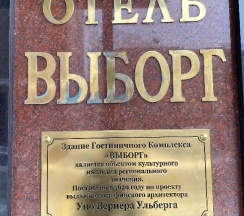 ОТЕЛЬ
ВЫБОРГ
Здание Гостиничного Комплекса
«ВЫБОРГ»
является объектом культурного
наследия регионального
значения.
1929 году по проекту
архитектора
Уно Вернера Ульберга